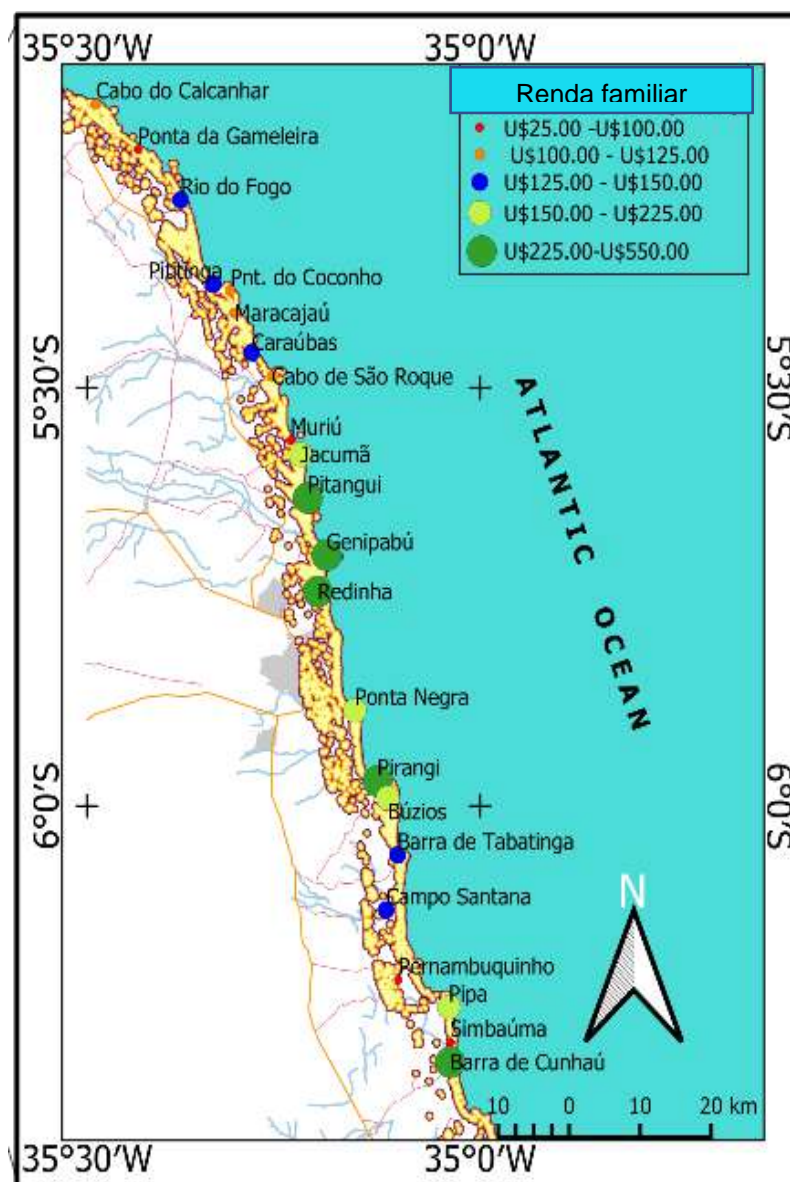 35°30’W 35°0’W
Renda familiar
U$25.00 -U$100.00
U$100.00 - U$125.00
U$125.00 - U$150.00
U$150.00 - U$225.00
U$225.00-U$550.00
Cabo do Calcanhar
Ponta da Gameleira
Rio do Fogo
Pititinga
Pnt. do Coconho
Maracajaú
Caraúbas
5°30’S 5°30’S
Cabo de São Roque
ATLANTIC OCEAN
Muriú
Jacumã
Pitangui
Genipabú
Redinha
Ponta Negra
Pirangi
6°0’S 6°0’S
Búzios
Barra de Tabatinga
N
Campo Santana
Pernambuquinho
Pipa
Simbaúma
Barra de Cunhaú
10 0 10 20 km
35°30’W 35°0’W